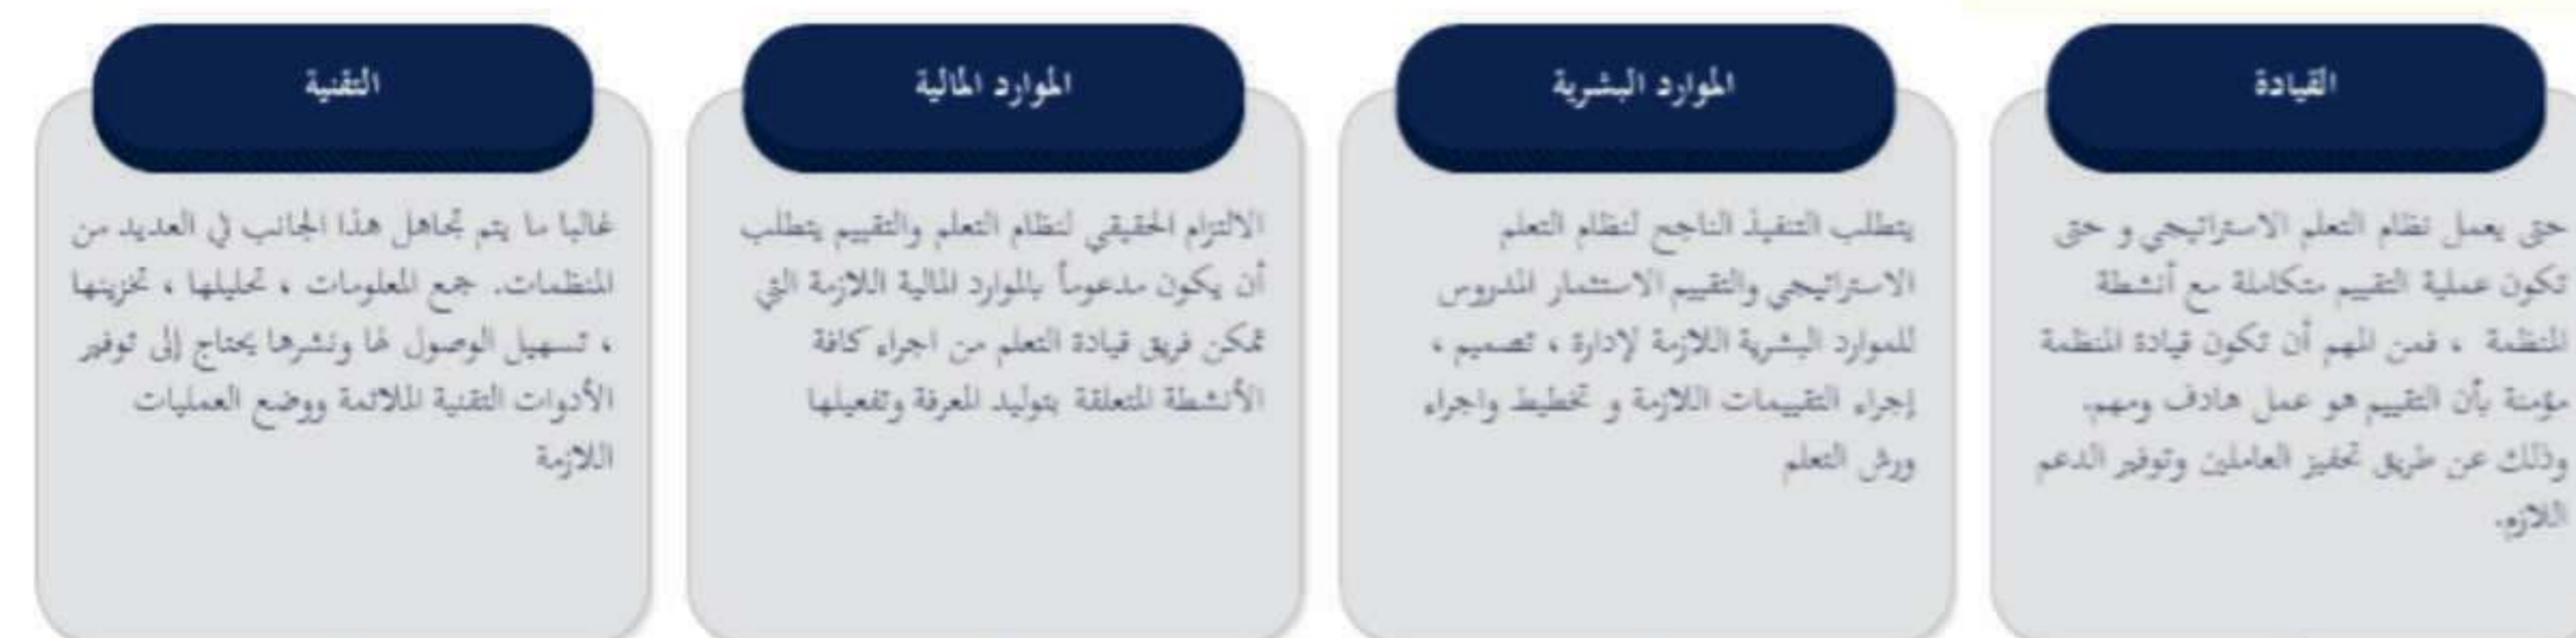 القيادة
حتى يعمل نظام التعلم الاستراتيجي و حتى
تكون عملية التقييم متكاملة مع أنشطة
المنظمة ، فمن المهم أن تكون قيادة المنظمة
مؤمنة بأن التقييم هو عمل هادف ومهم.
وذلك عن طريق تحفيز العاملين وتوفير الدعم
اللازم.
الموارد البشرية
يتطلب التنفيذ الناجح لنظام التعلم
الاستراتيجي والتقييم الاستثمار المدروس
للموارد البشرية اللازمة لإدارة ، تصميم ،
إجراء التقييمات اللازمة و تخطيط واجراء
ورش التعلم
الموارد المالية
الالتزام الحقيقي لنظام التعلم والتقييم يتطلب
أن يكون مدعوماً بالموارد المالية اللازمة التي
تمكن فريق قيادة التعلم من اجراء كافة
الأنشطة المتعلقة بتوليد المعرفة وتفعيلها
التقنية
غالبا ما يتم تجاهل هذا الجانب في العديد من
المنظمات. جمع المعلومات ، تحليلها ، تخزينها
، تسهيل الوصول لها ونشرها يحتاج إلى توفير
الأدوات التقنية الملائمة ووضع العمليات
اللازمة